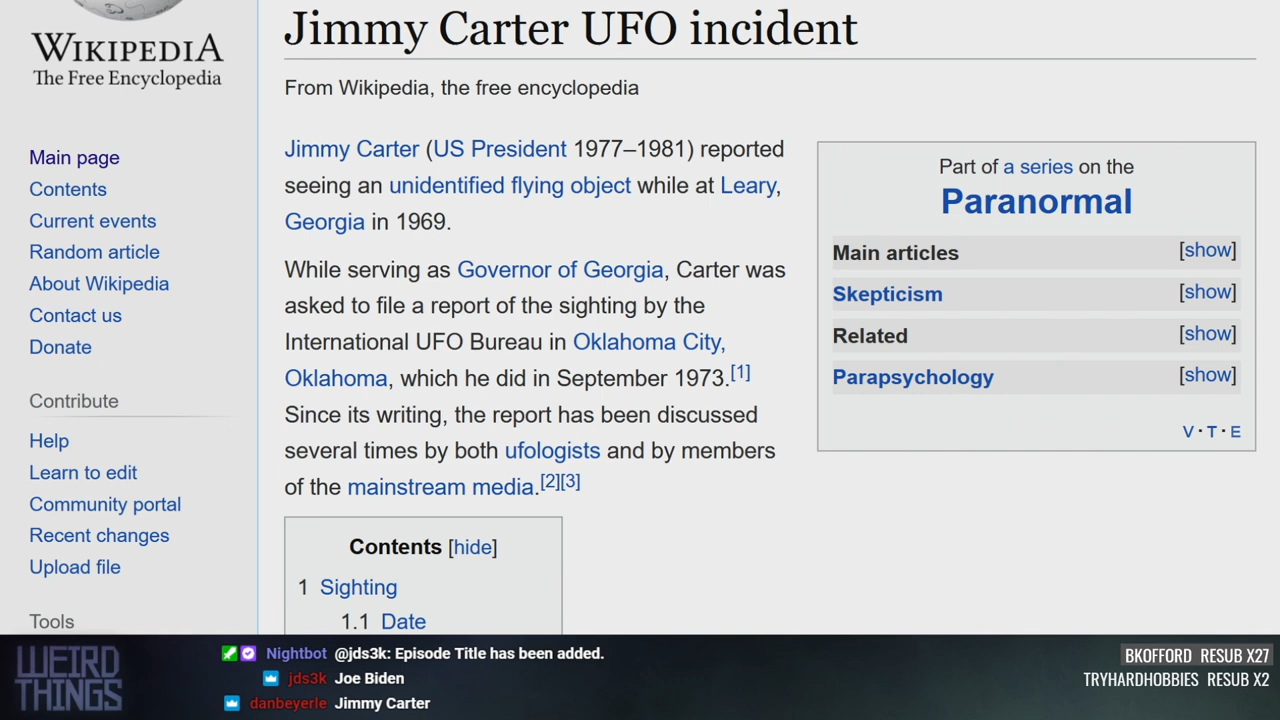 WIKIPEDIA
The Free Encyclopedia
Main page
Contents
Current events
Random article
About Wikipedia
Contact us
Donate
Contribute
Help
Learn to edit
Community portal
Recent changes
Upload file
Tools
Jimmy Carter UFO incident
From Wikipedia, the free encyclopedia
Jimmy Carter (US President 1977–1981) reported
seeing an unidentified flying object while at Leary,
Georgia in 1969.
While serving as Governor of Georgia, Carter was
asked to file a report of the sighting by the
International UFO Bureau in Oklahoma City,
Oklahoma, which he did in September 1973.[1]
Since its writing, the report has been discussed
several times by both ufologists and by members
of the mainstream media.[2][3]
Contents [hide]
1 Sighting
1.1 Date
Part of a series on the
Paranormal
Main articles [show]
Skepticism [show]
Related [show]
Parapsychology [show]
V · T · E
WEIRD
THINGS
Nightbot @jds3k: Episode Title has been added.
jds3k Joe Biden
danbeyerle Jimmy Carter
BKOFFORD RESUB X27
TRYHARDHOBBIES RESUB X2